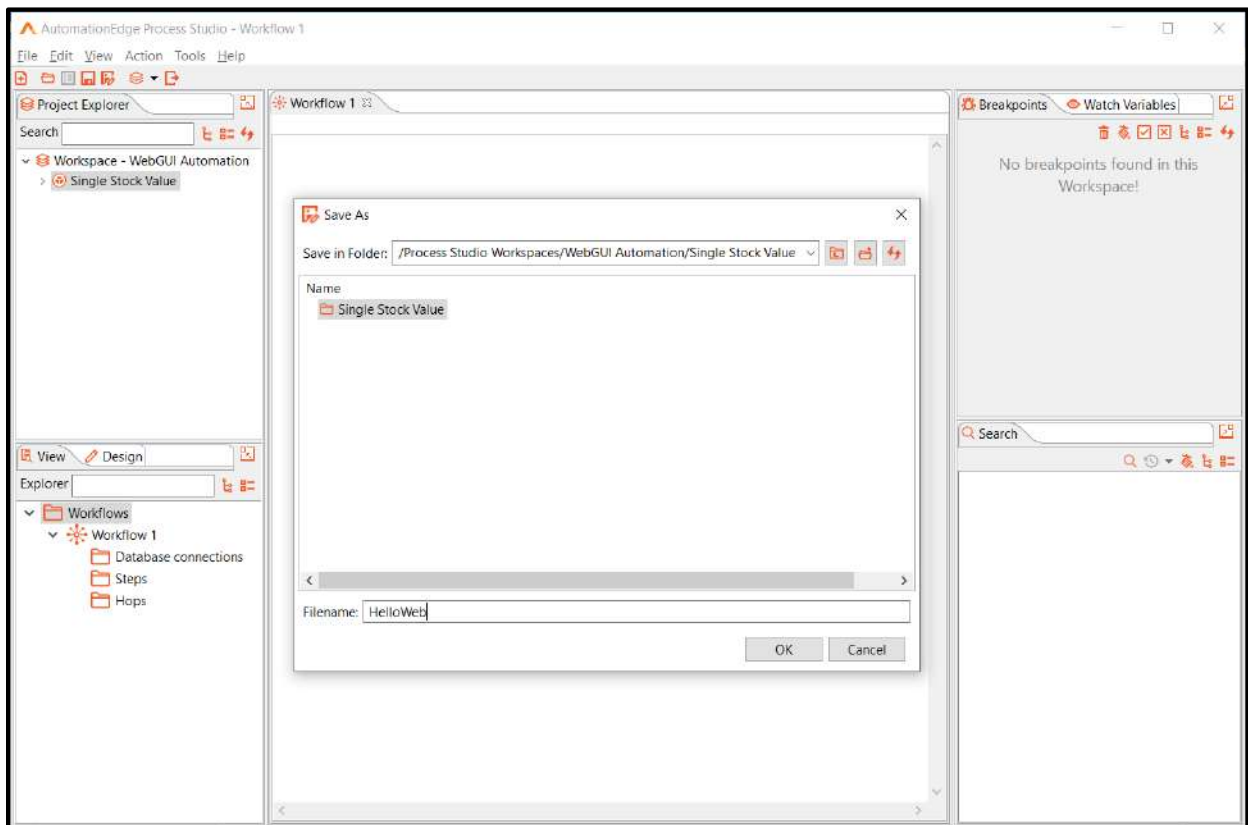 AutomationEdge Process Studio - Workflow 1
File Edit View Action Tools Help
Project Explorer
Search
Workspace - WebGUI Automation
Single Stock Value
View Design
Explorer
Workflows
Workflow 1
Database connections
Steps
Hops
Workflow 1
Save As
Save in Folder: /Process Studio Workspaces/WebGUI Automation/Single Stock Value
Name
Single Stock Value
Filename: HelloWeb
OK Cancel
Breakpoints Watch Variables
No breakpoints found in this
Workspace!
Search